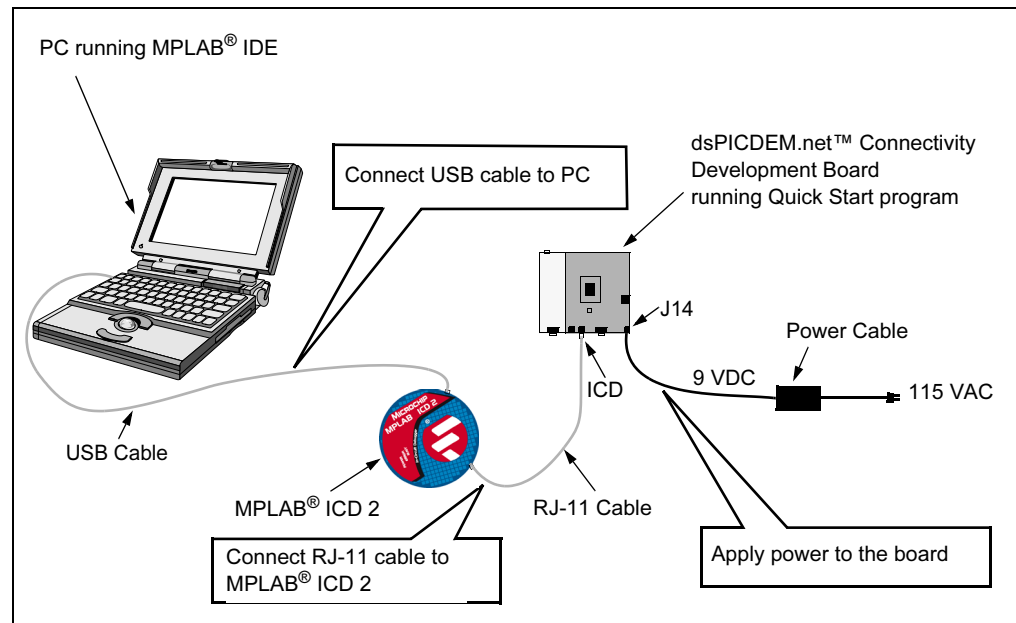 PC running MPLAB® IDE
dsPICDEM.net™ Connectivity
Development Board
running Quick Start program
Connect USB cable to PC
J14
Power Cable
ICD
9 VDC
115 VAC
MICROCHIP
MPLAB ICD 2
USB Cable
MPLAB® ICD 2
RJ-11 Cable
Connect RJ-11 cable to
MPLAB® ICD 2
Apply power to the board